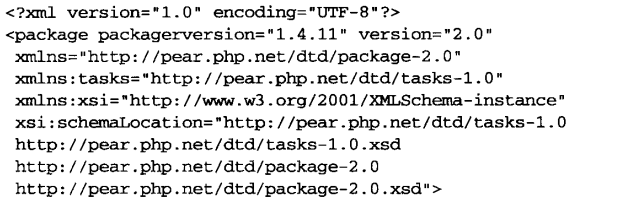 <?xml version="1.0" encoding="UTF-8"?>
<package packagerversion="1.4.11" version="2.0"
xmlns="http://pear.php.net/dtd/package-2.0"
xmlns:tasks="http://pear.php.net/dtd/tasks-1.0"
xmlns:xsi="http://www.w3.org/2001/XMLSchema-instance"
xsi:schemaLocation="http://pear.php.net/dtd/tasks-1.0
http://pear.php.net/dtd/tasks-1.0.xsd
http://pear.php.net/dtd/package-2.0
http://pear.php.net/dtd/package-2.0.xsd">